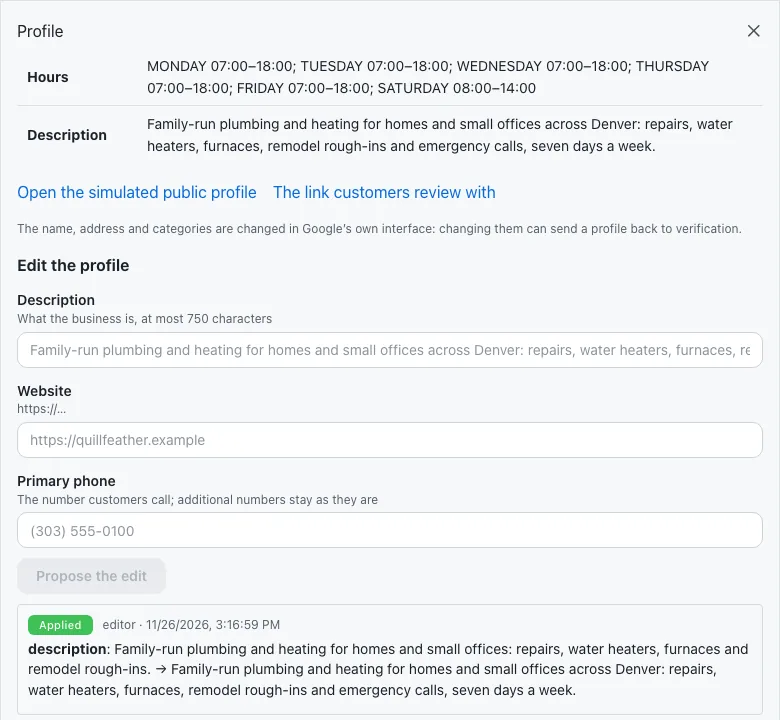 Profile
Hours
MONDAY 07:00–18:00; TUESDAY 07:00–18:00; WEDNESDAY 07:00–18:00; THURSDAY
07:00–18:00; FRIDAY 07:00–18:00; SATURDAY 08:00–14:00
Description
Family-run plumbing and heating for homes and small offices across Denver: repairs, water
heaters, furnaces, remodel rough-ins and emergency calls, seven days a week.
Open the simulated public profile The link customers review with
The name, address and categories are changed in Google's own interface: changing them can send a profile back to verification.
Edit the profile
Description
What the business is, at most 750 characters
Family-run plumbing and heating for homes and small offices across Denver: repairs, water heaters, furnaces, re
Website
https://...
https://quillfeather.example
Primary phone
The number customers call; additional numbers stay as they are
(303) 555-0100
Propose the edit
Applied editor · 11/26/2026, 3:16:59 PM
description: Family-run plumbing and heating for homes and small offices: repairs, water heaters, furnaces and
remodel rough-ins. → Family-run plumbing and heating for homes and small offices across Denver: repairs,
water heaters, furnaces, remodel rough-ins and emergency calls, seven days a week.